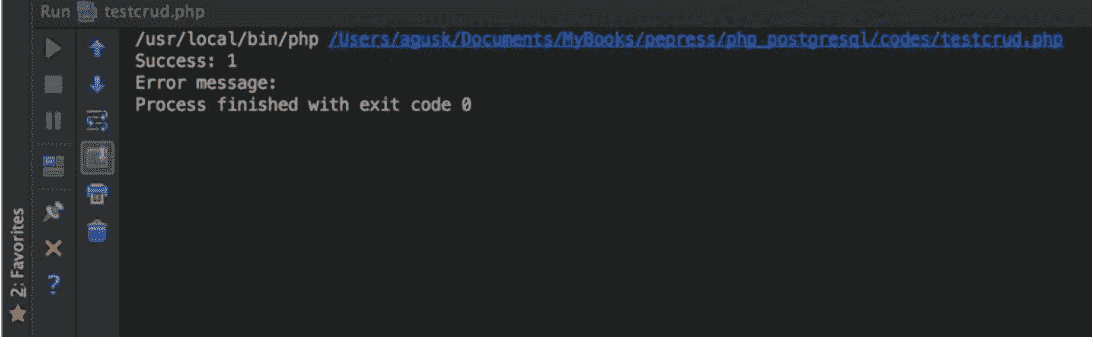 Run testcrud.php
/usr/local/bin/php /Users/agusk/Documents/MyBooks/pepress/php_postgresql/codes/testcrud.php
Success: 1
Error message:
Process finished with exit code 0
2: Favorites